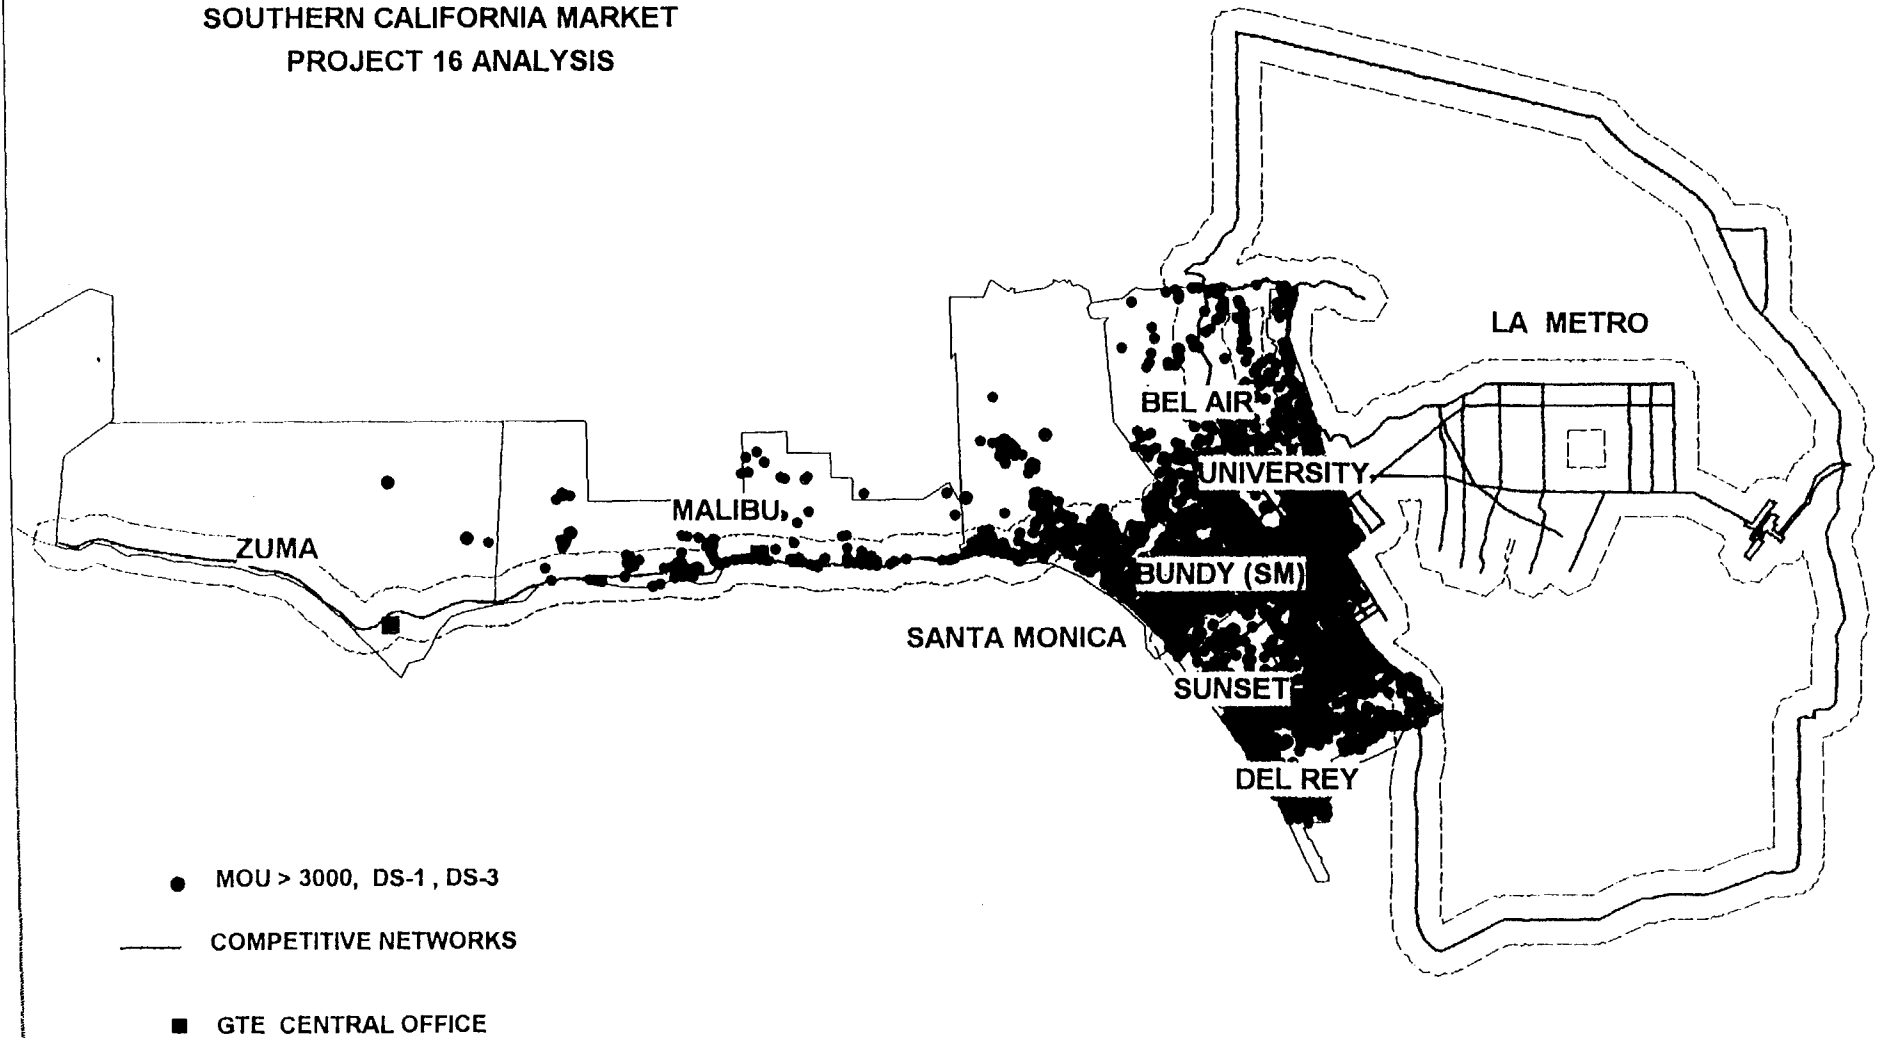 SOUTHERN CALIFORNIA MARKET
PROJECT 16 ANALYSIS
LA METRO
BEL AIR
UNIVERSITY
MALIBU
ZUMA
BUNDY (SM)
SANTA MONICA
SUNSET
DEL REY
MOU > 3000, DS-1 , DS-3
COMPETITIVE NETWORKS
GTE CENTRAL OFFICE